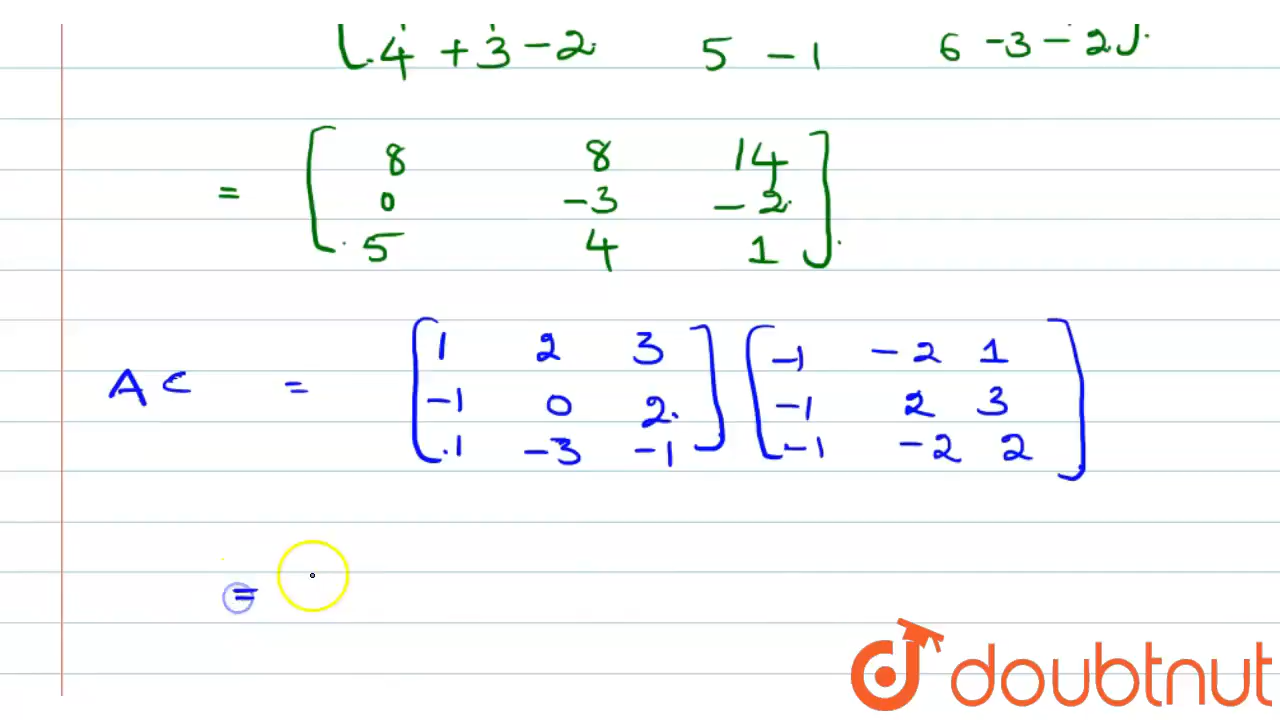 [.4 + 3 - 2. 5 - 1 6 - 3 - 2].
= [ 8 8 14
0 -3 -2.
.5 4 1 ].
AC = [ 1 2 3 ] [ -1 -2 1 ]
-1 0 2. -1 2 3
.1 -3 -1 -1 -2 2
=
doubtnut